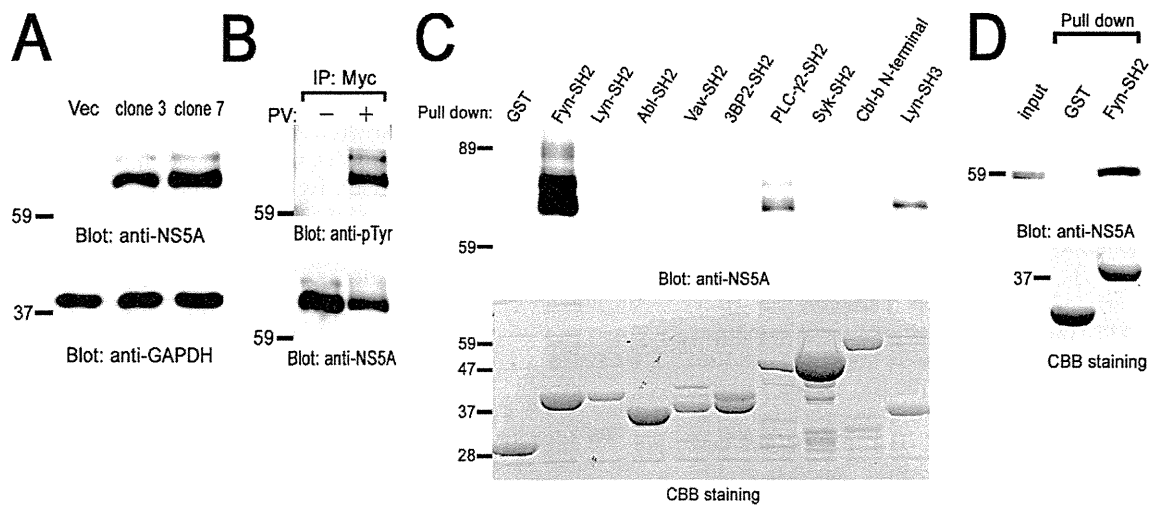 A
Vec clone 3 clone 7
59
Blot: anti-NS5A
37
Blot: anti-GAPDH
B
IP: Myc
PV: − +
59
Blot: anti-pTyr
59
Blot: anti-NS5A
C
Pull down:
GST
Fyn-SH2
Lyn-SH2
Abl-SH2
Vav-SH2
3BP2-SH2
PLC-γ2-SH2
Syk-SH2
Cbl-b N-terminal
Lyn-SH3
89
59
Blot: anti-NS5A
59
47
37
28
CBB staining
D
Pull down
input
GST
Fyn-SH2
59
Blot: anti-NS5A
37
CBB staining